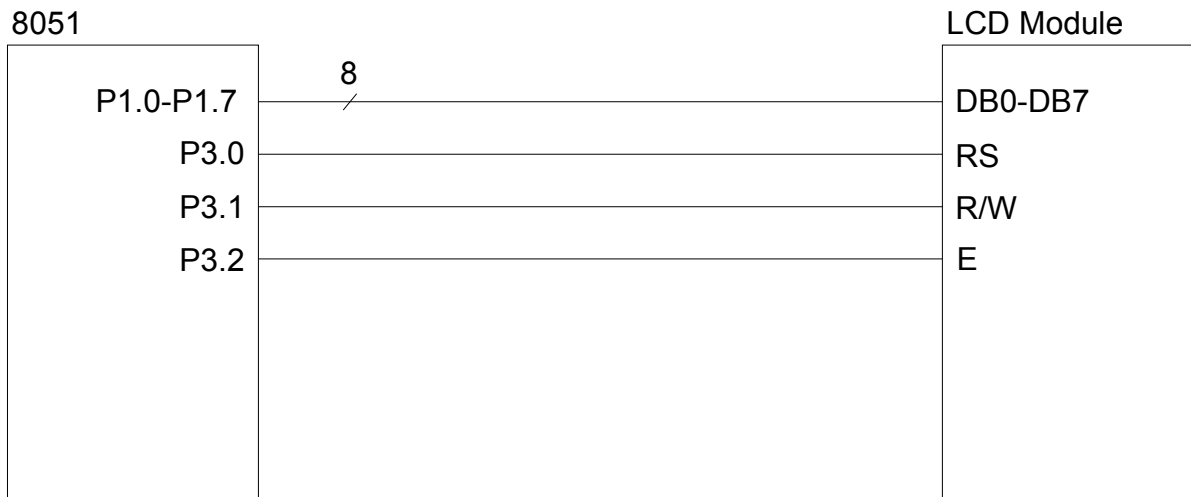 8051
LCD Module
8
P1.0-P1.7
DB0-DB7
P3.0
RS
P3.1
R/W
P3.2
E